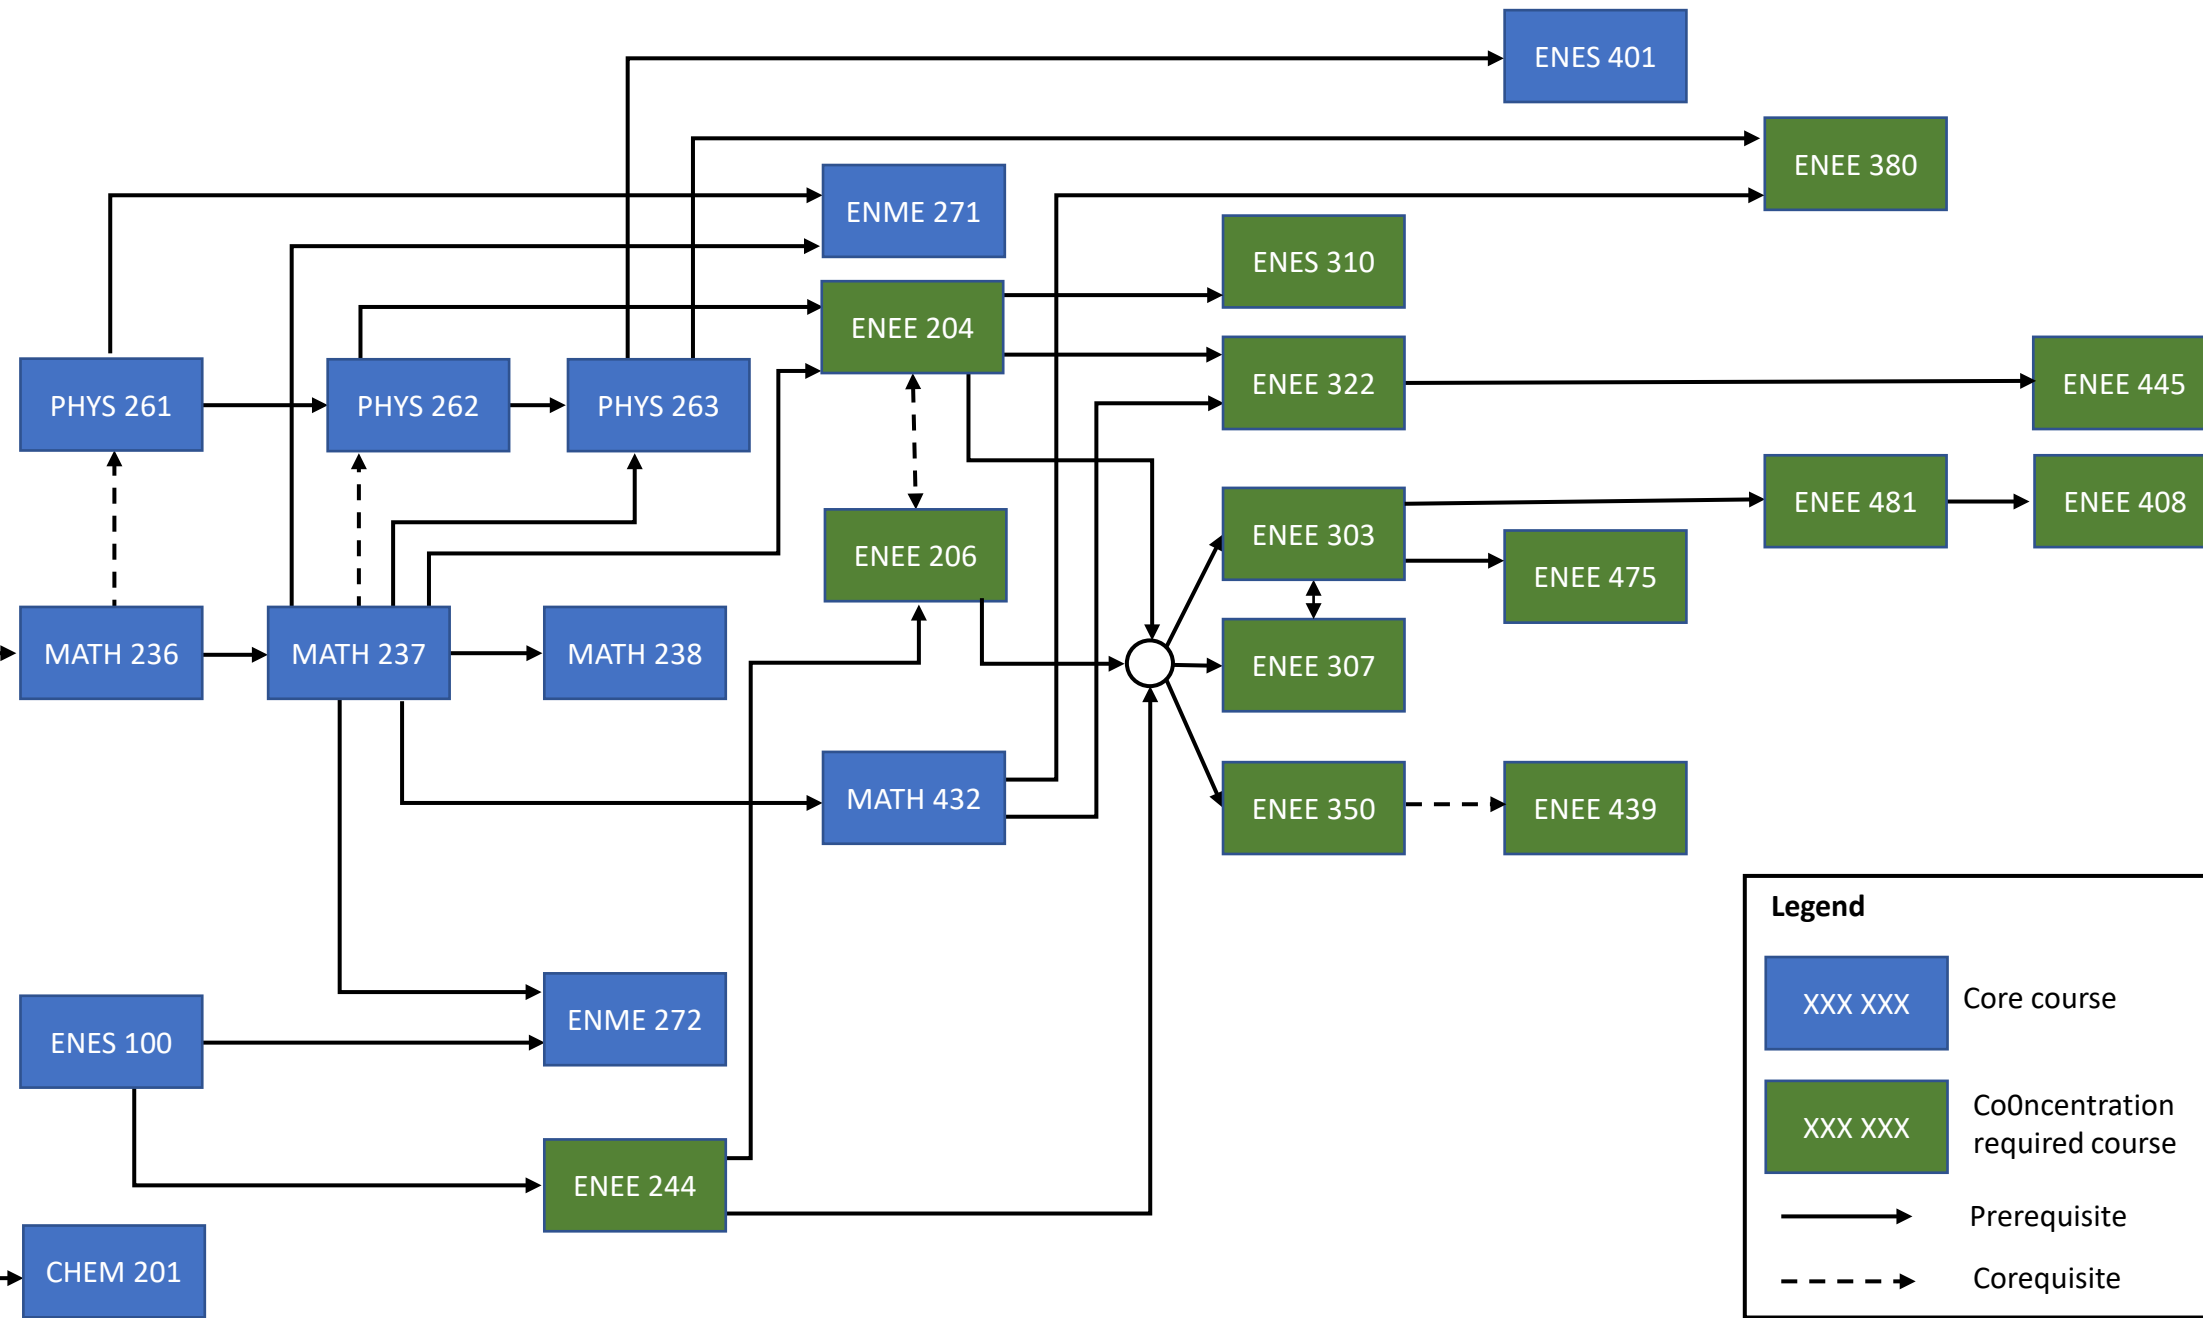 ENES 401
ENEE 380
ENME 271
ENES 310
ENEE 204
ENEE 322
ENEE 445
PHYS 261
PHYS 262
PHYS 263
ENEE 481
ENEE 408
ENEE 303
ENEE 206
ENEE 475
MATH 236
MATH 237
MATH 238
ENEE 307
MATH 432
ENEE 350
ENEE 439
Legend
XXX XXX
Core course
ENME 272
ENES 100
XXX XXX
Co0ncentration
required course
ENEE 244
Prerequisite
CHEM 201
Corequisite